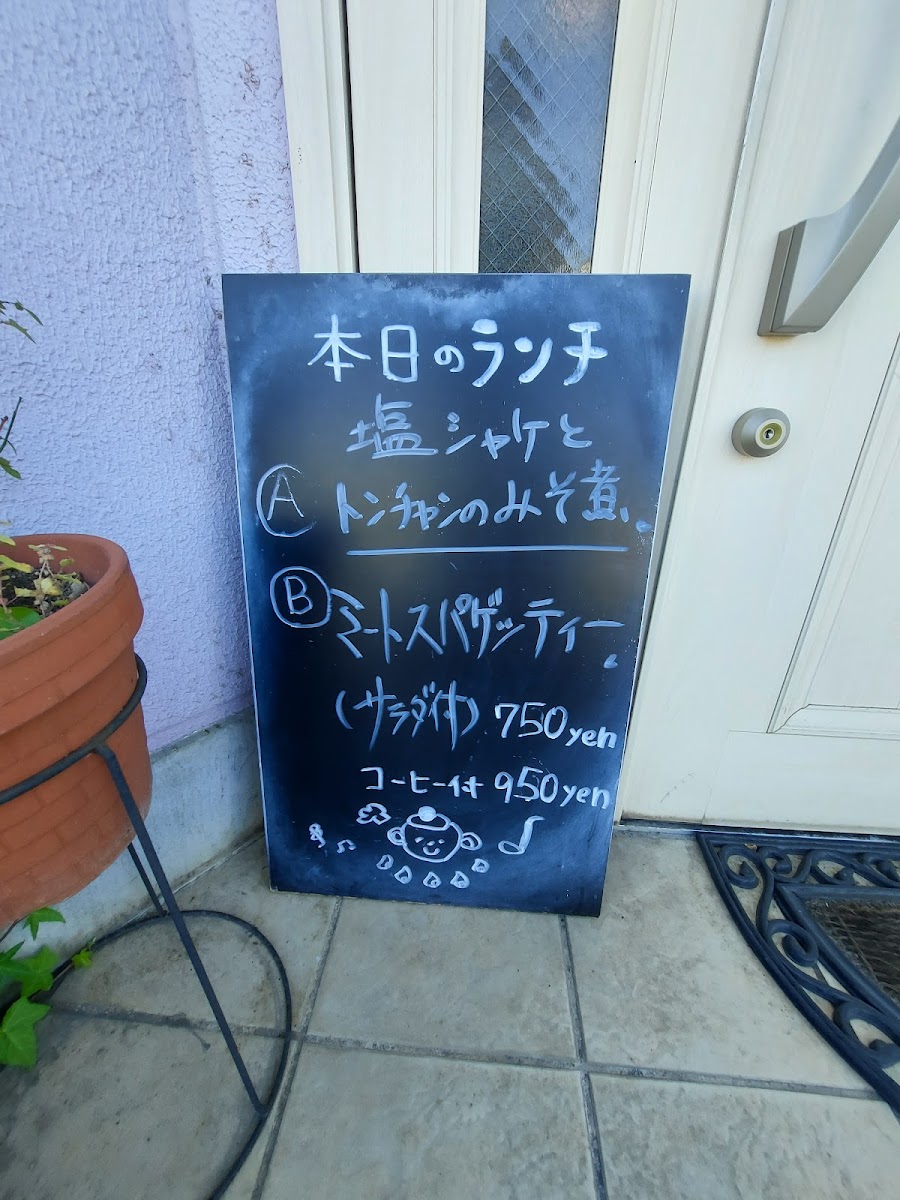 本日のランチ
塩シャケと
Ⓐ トンチャンのみそ煮。
Ⓑ ミートスパゲッティー。
(サラダ付) 750yen
コーヒー付 950yen